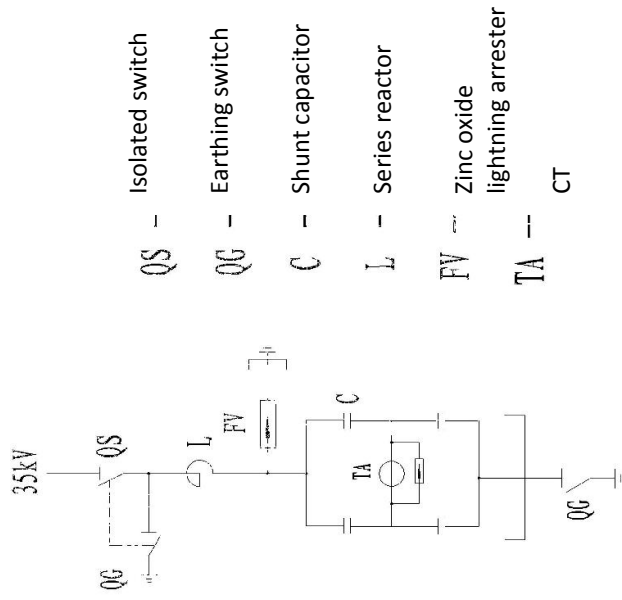 35kV
QS
QG
L
FV
C
TA
QG
QS - Isolated switch
QG - Earthing switch
C - Shunt capacitor
L - Series reactor
FV - Zinc oxide
lightning arrester
TA - CT